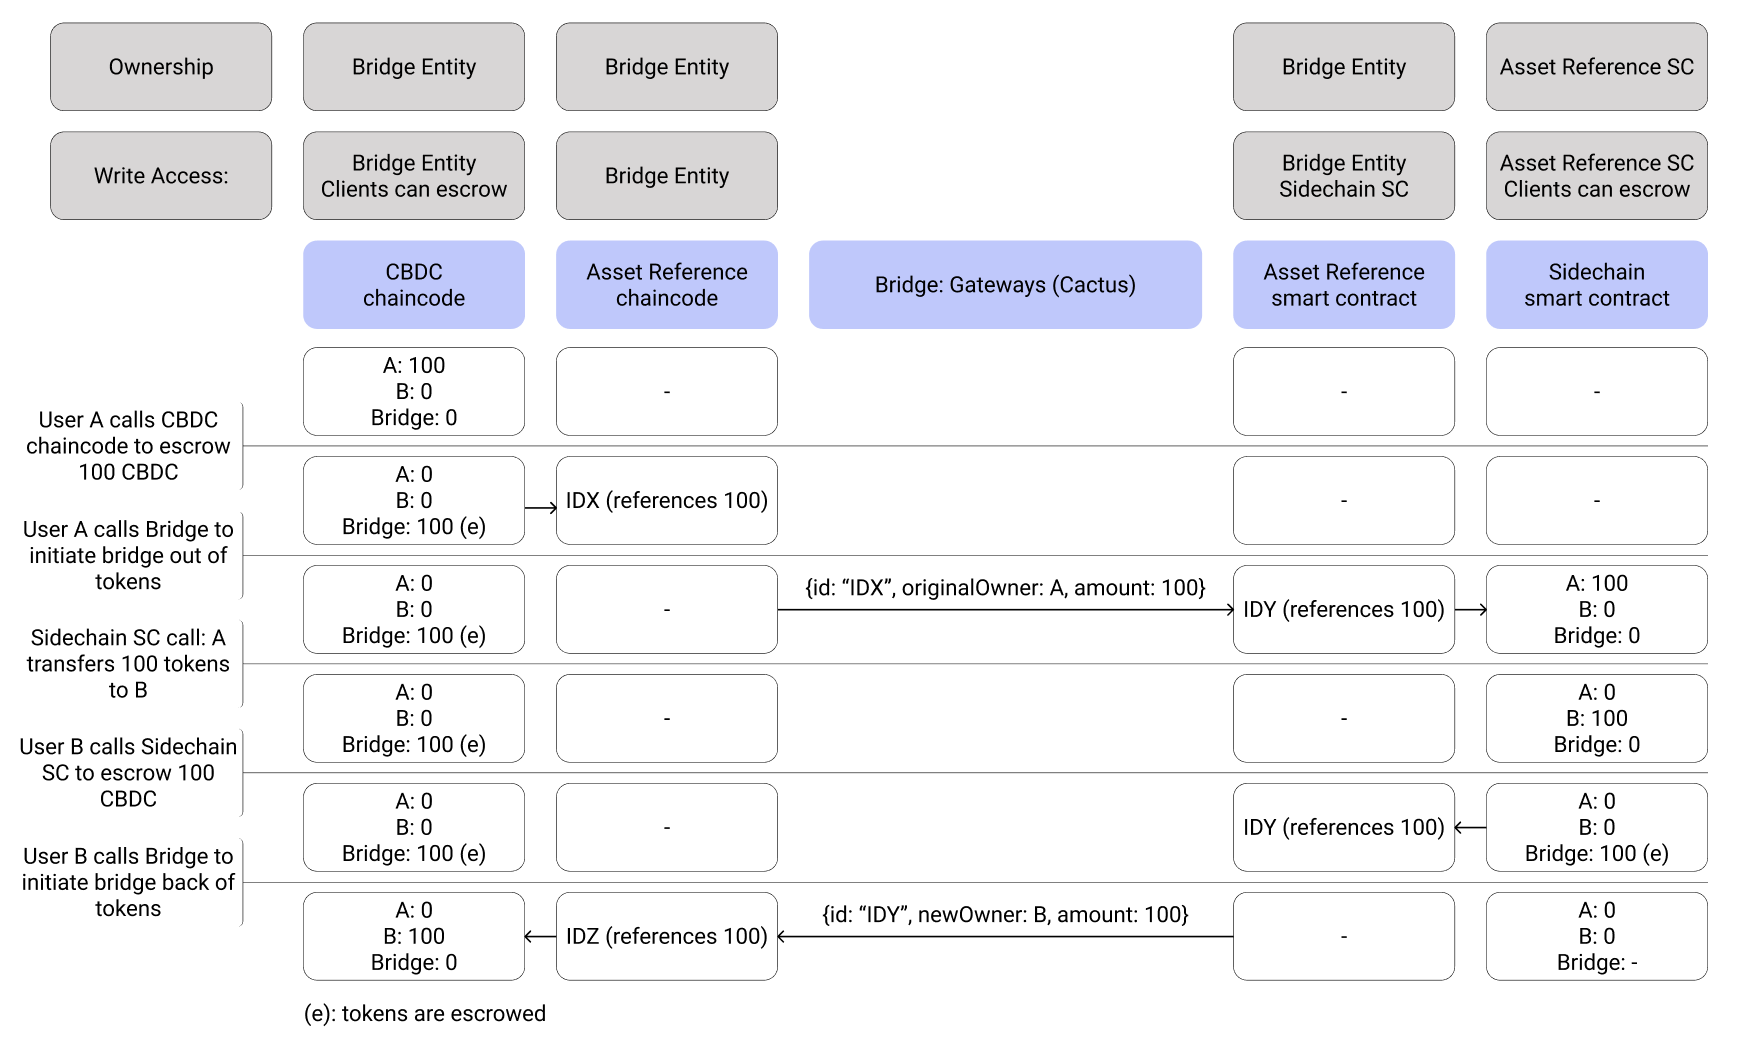 Ownership
Bridge Entity
Bridge Entity
Bridge Entity
Asset Reference SC
Write Access:
Bridge Entity
Clients can escrow
Bridge Entity
Bridge Entity
Sidechain SC
Asset Reference SC
Clients can escrow
CBDC
chaincode
Asset Reference
chaincode
Bridge: Gateways (Cactus)
Asset Reference
smart contract
Sidechain
smart contract
A: 100
B: 0
Bridge: 0
-
-
-
User A calls CBDC
chaincode to escrow
100 CBDC
A: 0
B: 0
Bridge: 100 (e)
IDX (references 100)
-
-
User A calls Bridge to
initiate bridge out of
tokens
A: 0
B: 0
Bridge: 100 (e)
-
{id: “IDX”, originalOwner: A, amount: 100}
IDY (references 100)
A: 100
B: 0
Bridge: 0
Sidechain SC call: A
transfers 100 tokens
to B
A: 0
B: 0
Bridge: 100 (e)
-
-
A: 0
B: 100
Bridge: 0
User B calls Sidechain
SC to escrow 100
CBDC
A: 0
B: 0
Bridge: 100 (e)
-
IDY (references 100)
A: 0
B: 0
Bridge: 100 (e)
User B calls Bridge to
initiate bridge back of
tokens
A: 0
B: 100
Bridge: 0
IDZ (references 100)
{id: “IDY”, newOwner: B, amount: 100}
-
A: 0
B: 0
Bridge: -
(e): tokens are escrowed